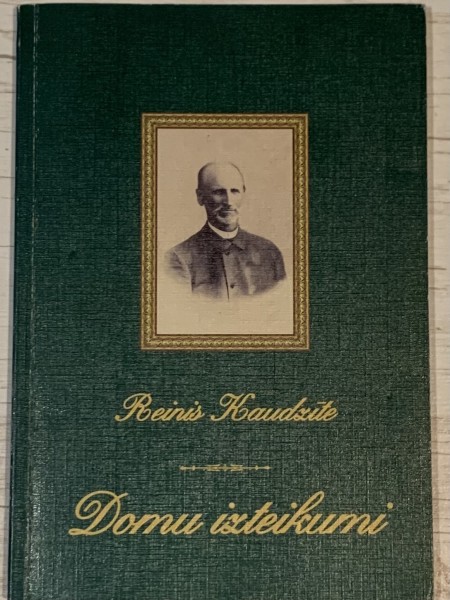 Reinis Kaudzīte
Domu izteikumi